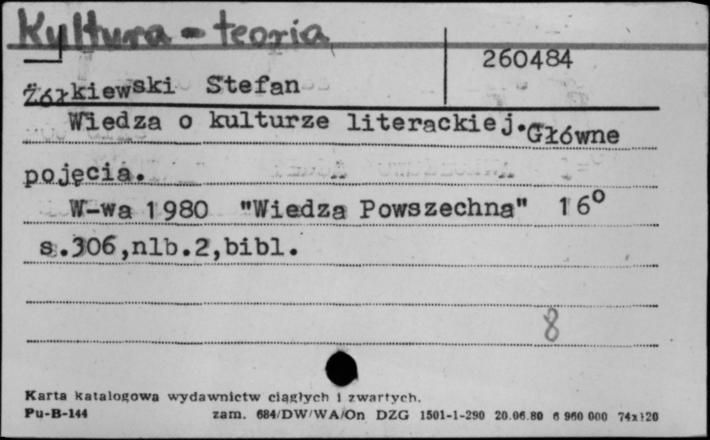 Kultura - teoria
260484
Żółkiewski Stefan
Wiedza o kulturze literackiej. Główne
pojęcia.
W-wa 1980 "Wiedza Powszechna" 16°
s.306,nlb.2,bibl.
8
Karta katalogowa wydawnictw ciągłych i zwartych.
Pu-B-144 zam. 684/DW/WA/On DZG 1501-1-290 20.06.80 6 960 000 74x120